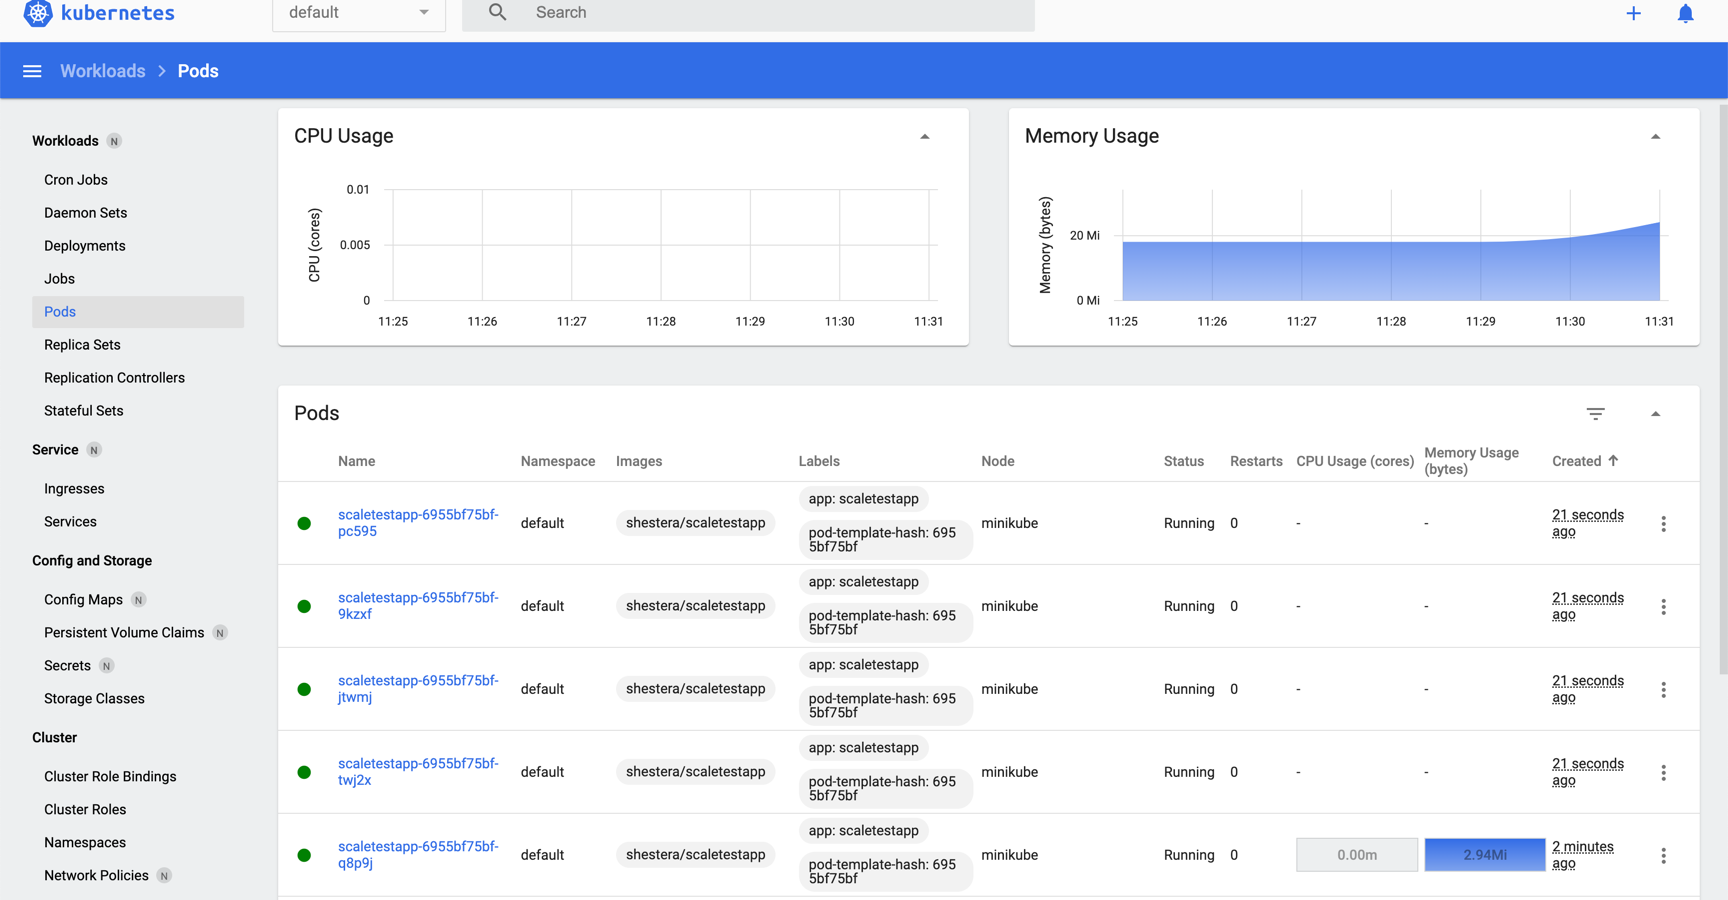 kubernetes
default
Search
Workloads > Pods
Workloads N
Cron Jobs
Daemon Sets
Deployments
Jobs
Pods
Replica Sets
Replication Controllers
Stateful Sets
Service N
Ingresses
Services
Config and Storage
Config Maps N
Persistent Volume Claims N
Secrets N
Storage Classes
Cluster
Cluster Role Bindings
Cluster Roles
Namespaces
Network Policies N
CPU Usage
CPU (cores)
0.01
0.005
0
11:25 11:26 11:27 11:28 11:29 11:30 11:31
Memory Usage
Memory (bytes)
20 Mi
0 Mi
11:25 11:26 11:27 11:28 11:29 11:30 11:31
Pods
Name Namespace Images Labels Node Status Restarts CPU Usage (cores) Memory Usage
(bytes) Created
scaletestapp-6955bf75bf-
pc595
default
shestera/scaletestapp
app: scaletestapp
pod-template-hash: 695
5bf75bf
minikube
Running
0
-
-
21 seconds
ago
scaletestapp-6955bf75bf-
9kzxf
default
shestera/scaletestapp
app: scaletestapp
pod-template-hash: 695
5bf75bf
minikube
Running
0
-
-
21 seconds
ago
scaletestapp-6955bf75bf-
jtwmj
default
shestera/scaletestapp
app: scaletestapp
pod-template-hash: 695
5bf75bf
minikube
Running
0
-
-
21 seconds
ago
scaletestapp-6955bf75bf-
twj2x
default
shestera/scaletestapp
app: scaletestapp
pod-template-hash: 695
5bf75bf
minikube
Running
0
-
-
21 seconds
ago
scaletestapp-6955bf75bf-
q8p9j
default
shestera/scaletestapp
app: scaletestapp
pod-template-hash: 695
5bf75bf
minikube
Running
0
0.00m
2.94Mi
2 minutes
ago